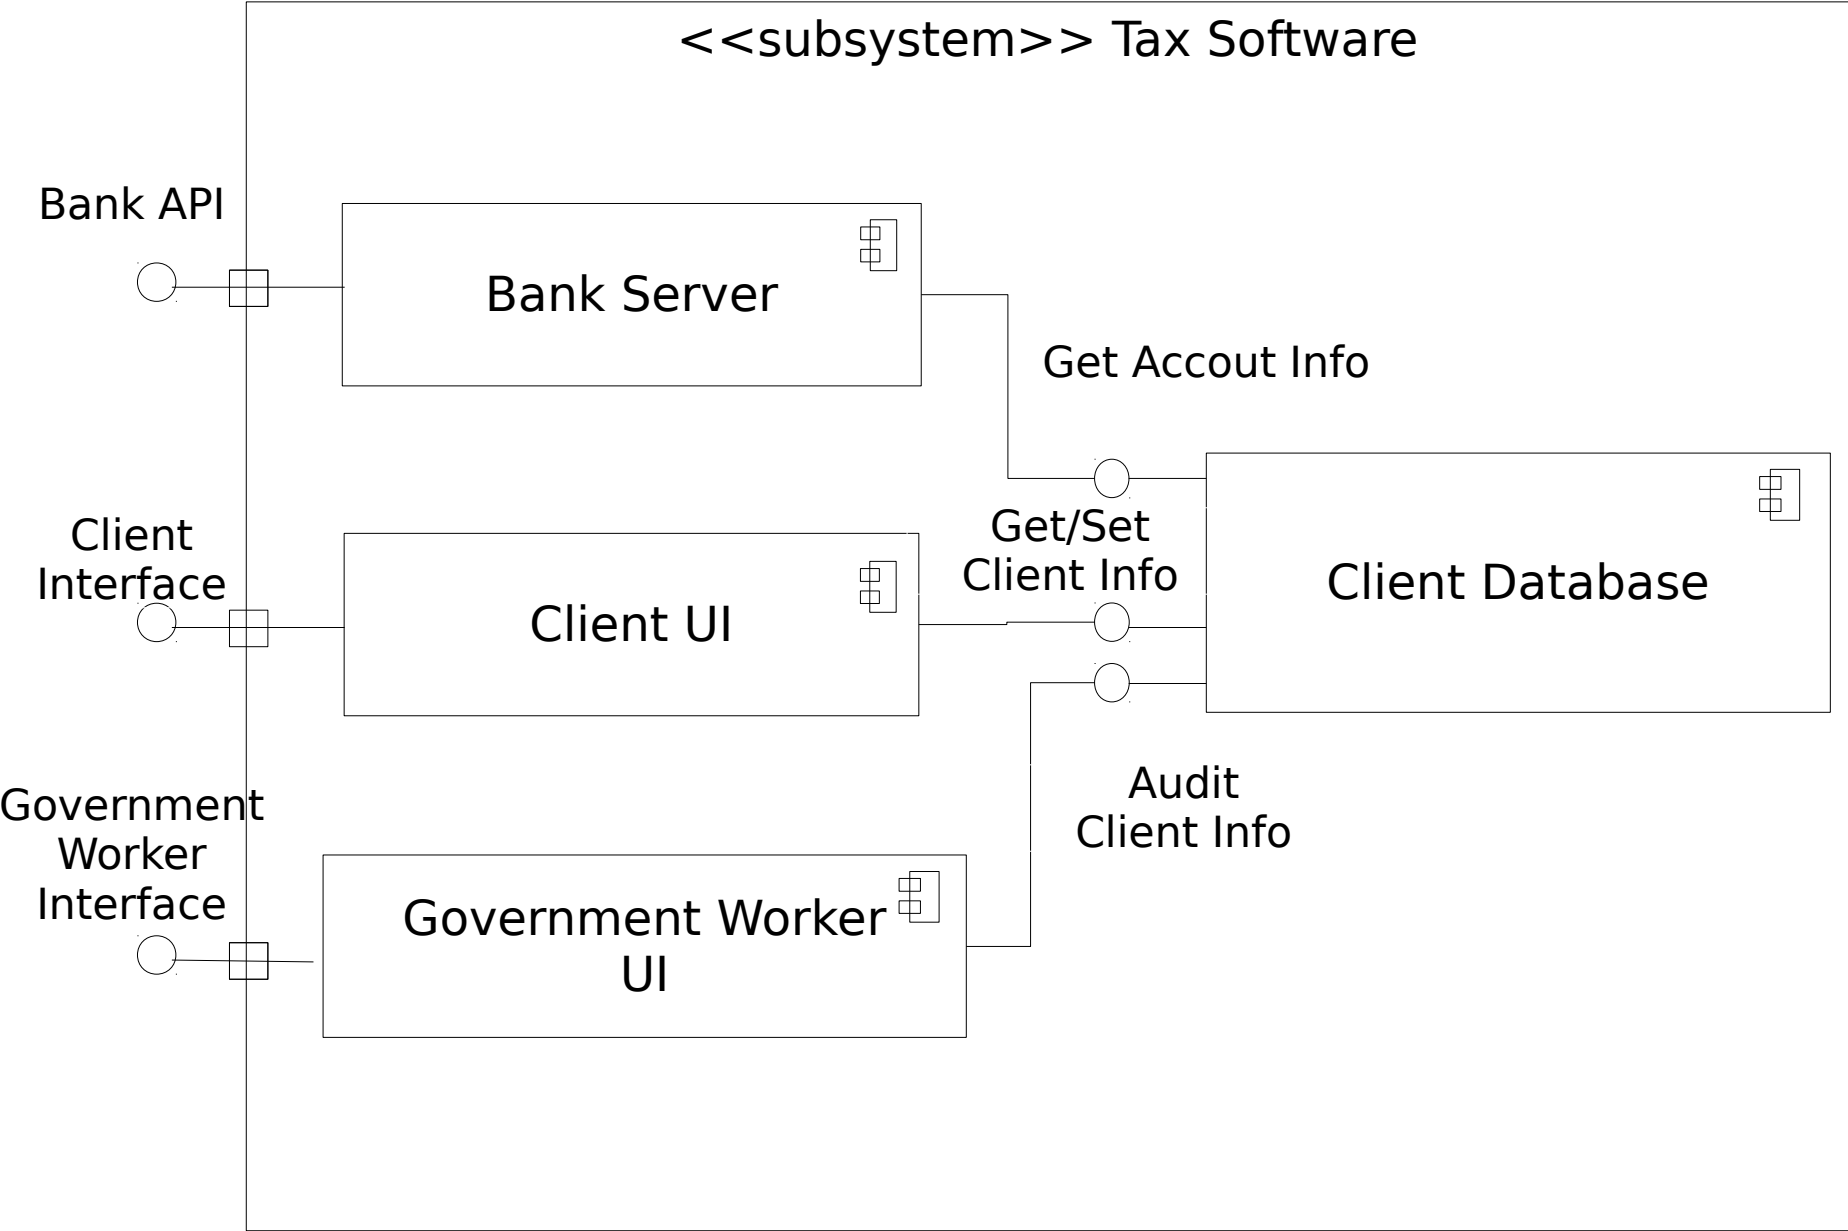 <<subsystem>> Tax Software
Bank API
Bank Server
Get Accout Info
Client
Interface
Client UI
Get/Set
Client Info
Client Database
Government
Worker
Interface
Government Worker
UI
Audit
Client Info